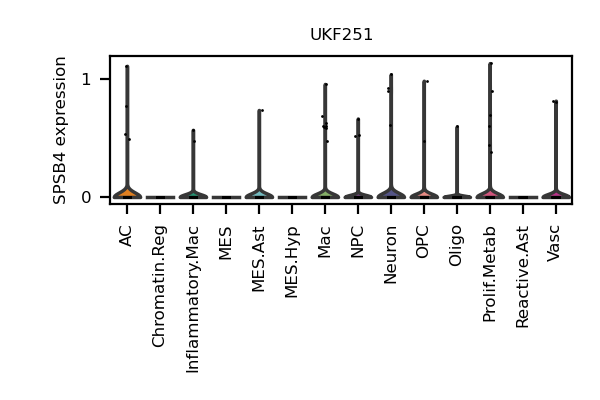 UKF251
SPSB4 expression
1
0
AC
Chromatin.Reg
Inflammatory.Mac
MES
MES.Ast
MES.Hyp
Mac
NPC
Neuron
OPC
Oligo
Prolif.Metab
Reactive.Ast
Vasc